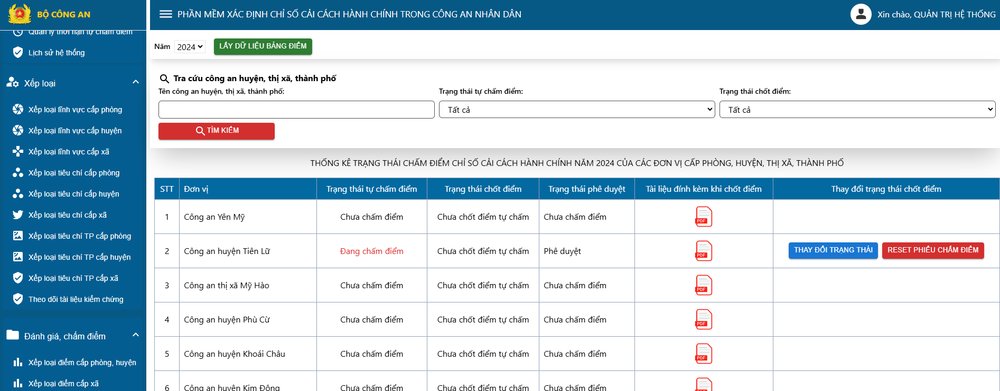 BỘ CÔNG AN
PHẦN MỀM XÁC ĐỊNH CHỈ SỐ CẢI CÁCH HÀNH CHÍNH TRONG CÔNG AN NHÂN DÂN
Xin chào, QUẢN TRỊ HỆ THỐNG
Quản lý thời hạn tự chấm điểm
Lịch sử hệ thống
Xếp loại
Xếp loại lĩnh vực cấp phòng
Xếp loại lĩnh vực cấp huyện
Xếp loại lĩnh vực cấp xã
Xếp loại tiêu chí cấp phòng
Xếp loại tiêu chí cấp huyện
Xếp loại tiêu chí cấp xã
Xếp loại tiêu chí TP cấp phòng
Xếp loại tiêu chí TP cấp huyện
Xếp loại tiêu chí TP cấp xã
Theo dõi tài liệu kiểm chứng
Đánh giá, chấm điểm
Xếp loại điểm cấp phòng, huyện
Xếp loại điểm cấp xã
Năm 2024 LẤY DỮ LIỆU BẢNG ĐIỂM
Tra cứu công an huyện, thị xã, thành phố
Tên công an huyện, thị xã, thành phố: Trạng thái tự chấm điểm: Trạng thái chốt điểm:
Tất cả Tất cả
TÌM KIẾM
THỐNG KÊ TRẠNG THÁI CHẤM ĐIỂM CHỈ SỐ CẢI CÁCH HÀNH CHÍNH NĂM 2024 CỦA CÁC ĐƠN VỊ CẤP PHÒNG, HUYỆN, THỊ XÃ, THÀNH PHỐ
STT Đơn vị Trạng thái tự chấm điểm Trạng thái chốt điểm Trạng thái phê duyệt Tài liệu đính kèm khi chốt điểm Thay đổi trạng thái chốt điểm
1 Công an Yên Mỹ Chưa chấm điểm Chưa chốt điểm tự chấm Chưa chấm điểm PDF
2 Công an huyện Tiên Lữ Đang chấm điểm Chưa chốt điểm tự chấm Phê duyệt PDF THAY ĐỔI TRẠNG THÁI RESET PHIẾU CHẤM ĐIỂM
3 Công an thị xã Mỹ Hào Chưa chấm điểm Chưa chốt điểm tự chấm Chưa chấm điểm PDF
4 Công an huyện Phù Cừ Chưa chấm điểm Chưa chốt điểm tự chấm Chưa chấm điểm PDF
5 Công an huyện Khoái Châu Chưa chấm điểm Chưa chốt điểm tự chấm Chưa chấm điểm PDF
6 Công an huyện Kim Động Chưa chấm điểm Chưa chốt điểm tự chấm Chưa chấm điểm